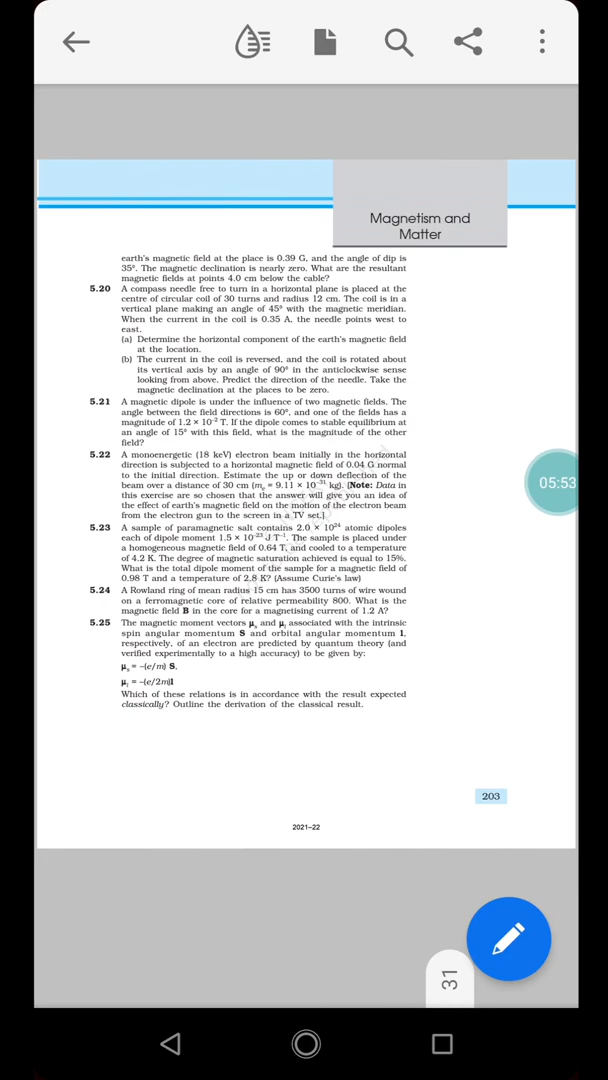 Magnetism and
Matter
earth's magnetic field at the place is 0.39 G, and the angle of dip is
35°. The magnetic declination is nearly zero. What are the resultant
magnetic fields at points 4.0 cm below the cable?
5.20 A compass needle free to turn in a horizontal plane is placed at the
centre of circular coil of 30 turns and radius 12 cm. The coil is in a
vertical plane making an angle of 45° with the magnetic meridian.
When the current in the coil is 0.35 A, the needle points west to
east.
(a) Determine the horizontal component of the earth's magnetic field
at the location.
(b) The current in the coil is reversed, and the coil is rotated about
its vertical axis by an angle of 90° in the anticlockwise sense
looking from above. Predict the direction of the needle. Take the
magnetic declination at the places to be zero.
5.21 A magnetic dipole is under the influence of two magnetic fields. The
angle between the field directions is 60°, and one of the fields has a
magnitude of 1.2 × 10⁻² T. If the dipole comes to stable equilibrium at
an angle of 15° with this field, what is the magnitude of the other
field?
5.22 A monoenergetic (18 keV) electron beam initially in the horizontal
direction is subjected to a horizontal magnetic field of 0.04 G normal
to the initial direction. Estimate the up or down deflection of the
beam over a distance of 30 cm (mₑ = 9.11 × 10⁻³¹ kg). [Note: Data in
this exercise are so chosen that the answer will give you an idea of
the effect of earth's magnetic field on the motion of the electron beam
from the electron gun to the screen in a TV set.]
5.23 A sample of paramagnetic salt contains 2.0 × 10²⁴ atomic dipoles
each of dipole moment 1.5 × 10⁻²³ J T⁻¹. The sample is placed under
a homogeneous magnetic field of 0.64 T, and cooled to a temperature
of 4.2 K. The degree of magnetic saturation achieved is equal to 15%.
What is the total dipole moment of the sample for a magnetic field of
0.98 T and a temperature of 2.8 K? (Assume Curie's law)
5.24 A Rowland ring of mean radius 15 cm has 3500 turns of wire wound
on a ferromagnetic core of relative permeability 800. What is the
magnetic field B in the core for a magnetising current of 1.2 A?
5.25 The magnetic moment vectors μₛ and μₗ associated with the intrinsic
spin angular momentum S and orbital angular momentum l,
respectively, of an electron are predicted by quantum theory (and
verified experimentally to a high accuracy) to be given by:
μₛ = –(e/m) S,
μₗ = –(e/2m)l
Which of these relations is in accordance with the result expected
classically? Outline the derivation of the classical result.
203
2021–22
05:53
31